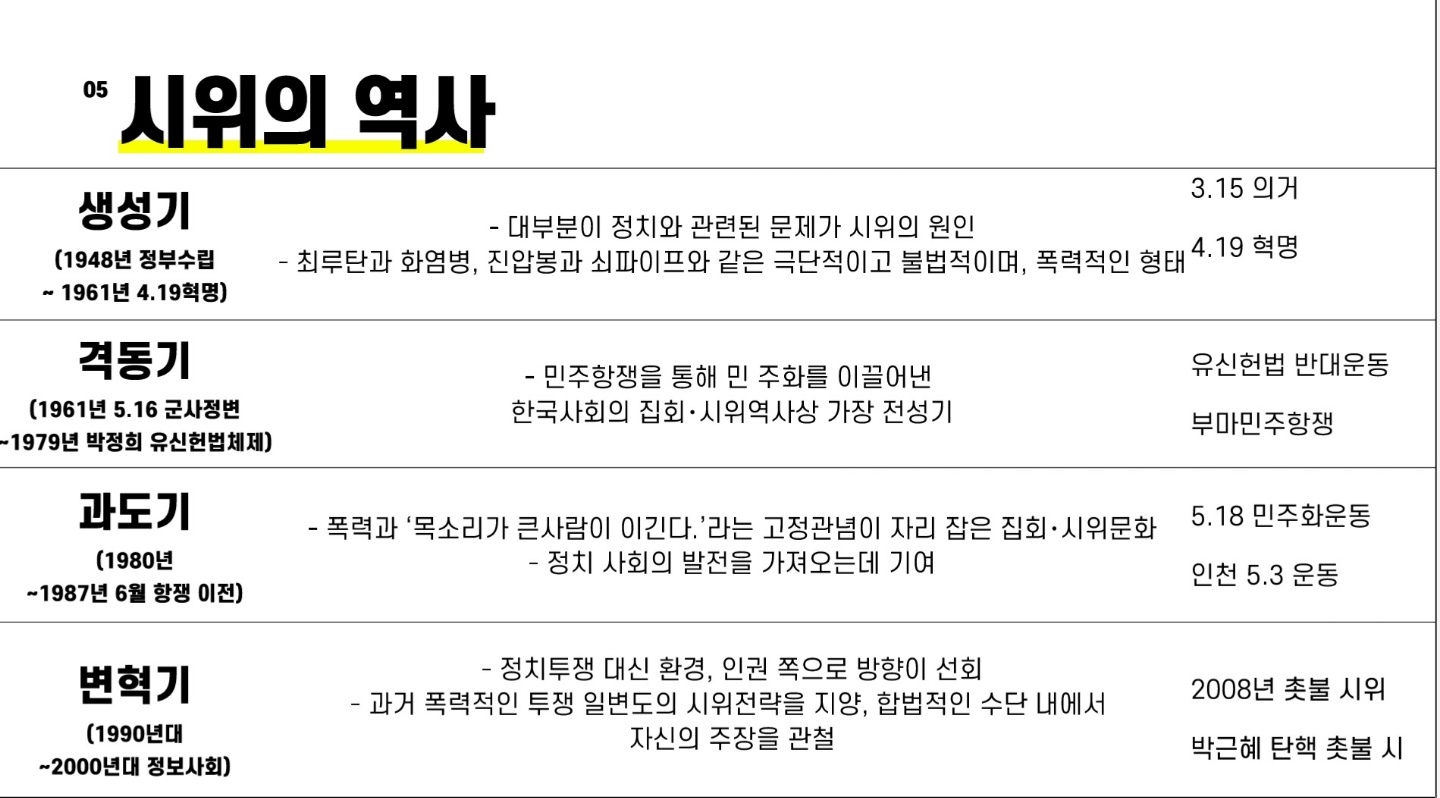 05 시위의 역사
생성기
(1948년 정부수립
~ 1961년 4.19혁명)
- 대부분이 정치와 관련된 문제가 시위의 원인
- 최루탄과 화염병, 진압봉과 쇠파이프와 같은 극단적이고 불법적이며, 폭력적인 형태
3.15 의거
4.19 혁명
격동기
(1961년 5.16 군사정변
~1979년 박정희 유신헌법체제)
- 민주항쟁을 통해 민 주화를 이끌어낸
한국사회의 집회·시위역사상 가장 전성기
유신헌법 반대운동
부마민주항쟁
과도기
(1980년
~1987년 6월 항쟁 이전)
- 폭력과 ‘목소리가 큰사람이 이긴다.’라는 고정관념이 자리 잡은 집회·시위문화
- 정치 사회의 발전을 가져오는데 기여
5.18 민주화운동
인천 5.3 운동
변혁기
(1990년대
~2000년대 정보사회)
- 정치투쟁 대신 환경, 인권 쪽으로 방향이 선회
- 과거 폭력적인 투쟁 일변도의 시위전략을 지양, 합법적인 수단 내에서
자신의 주장을 관철
2008년 촛불 시위
박근혜 탄핵 촛불 시